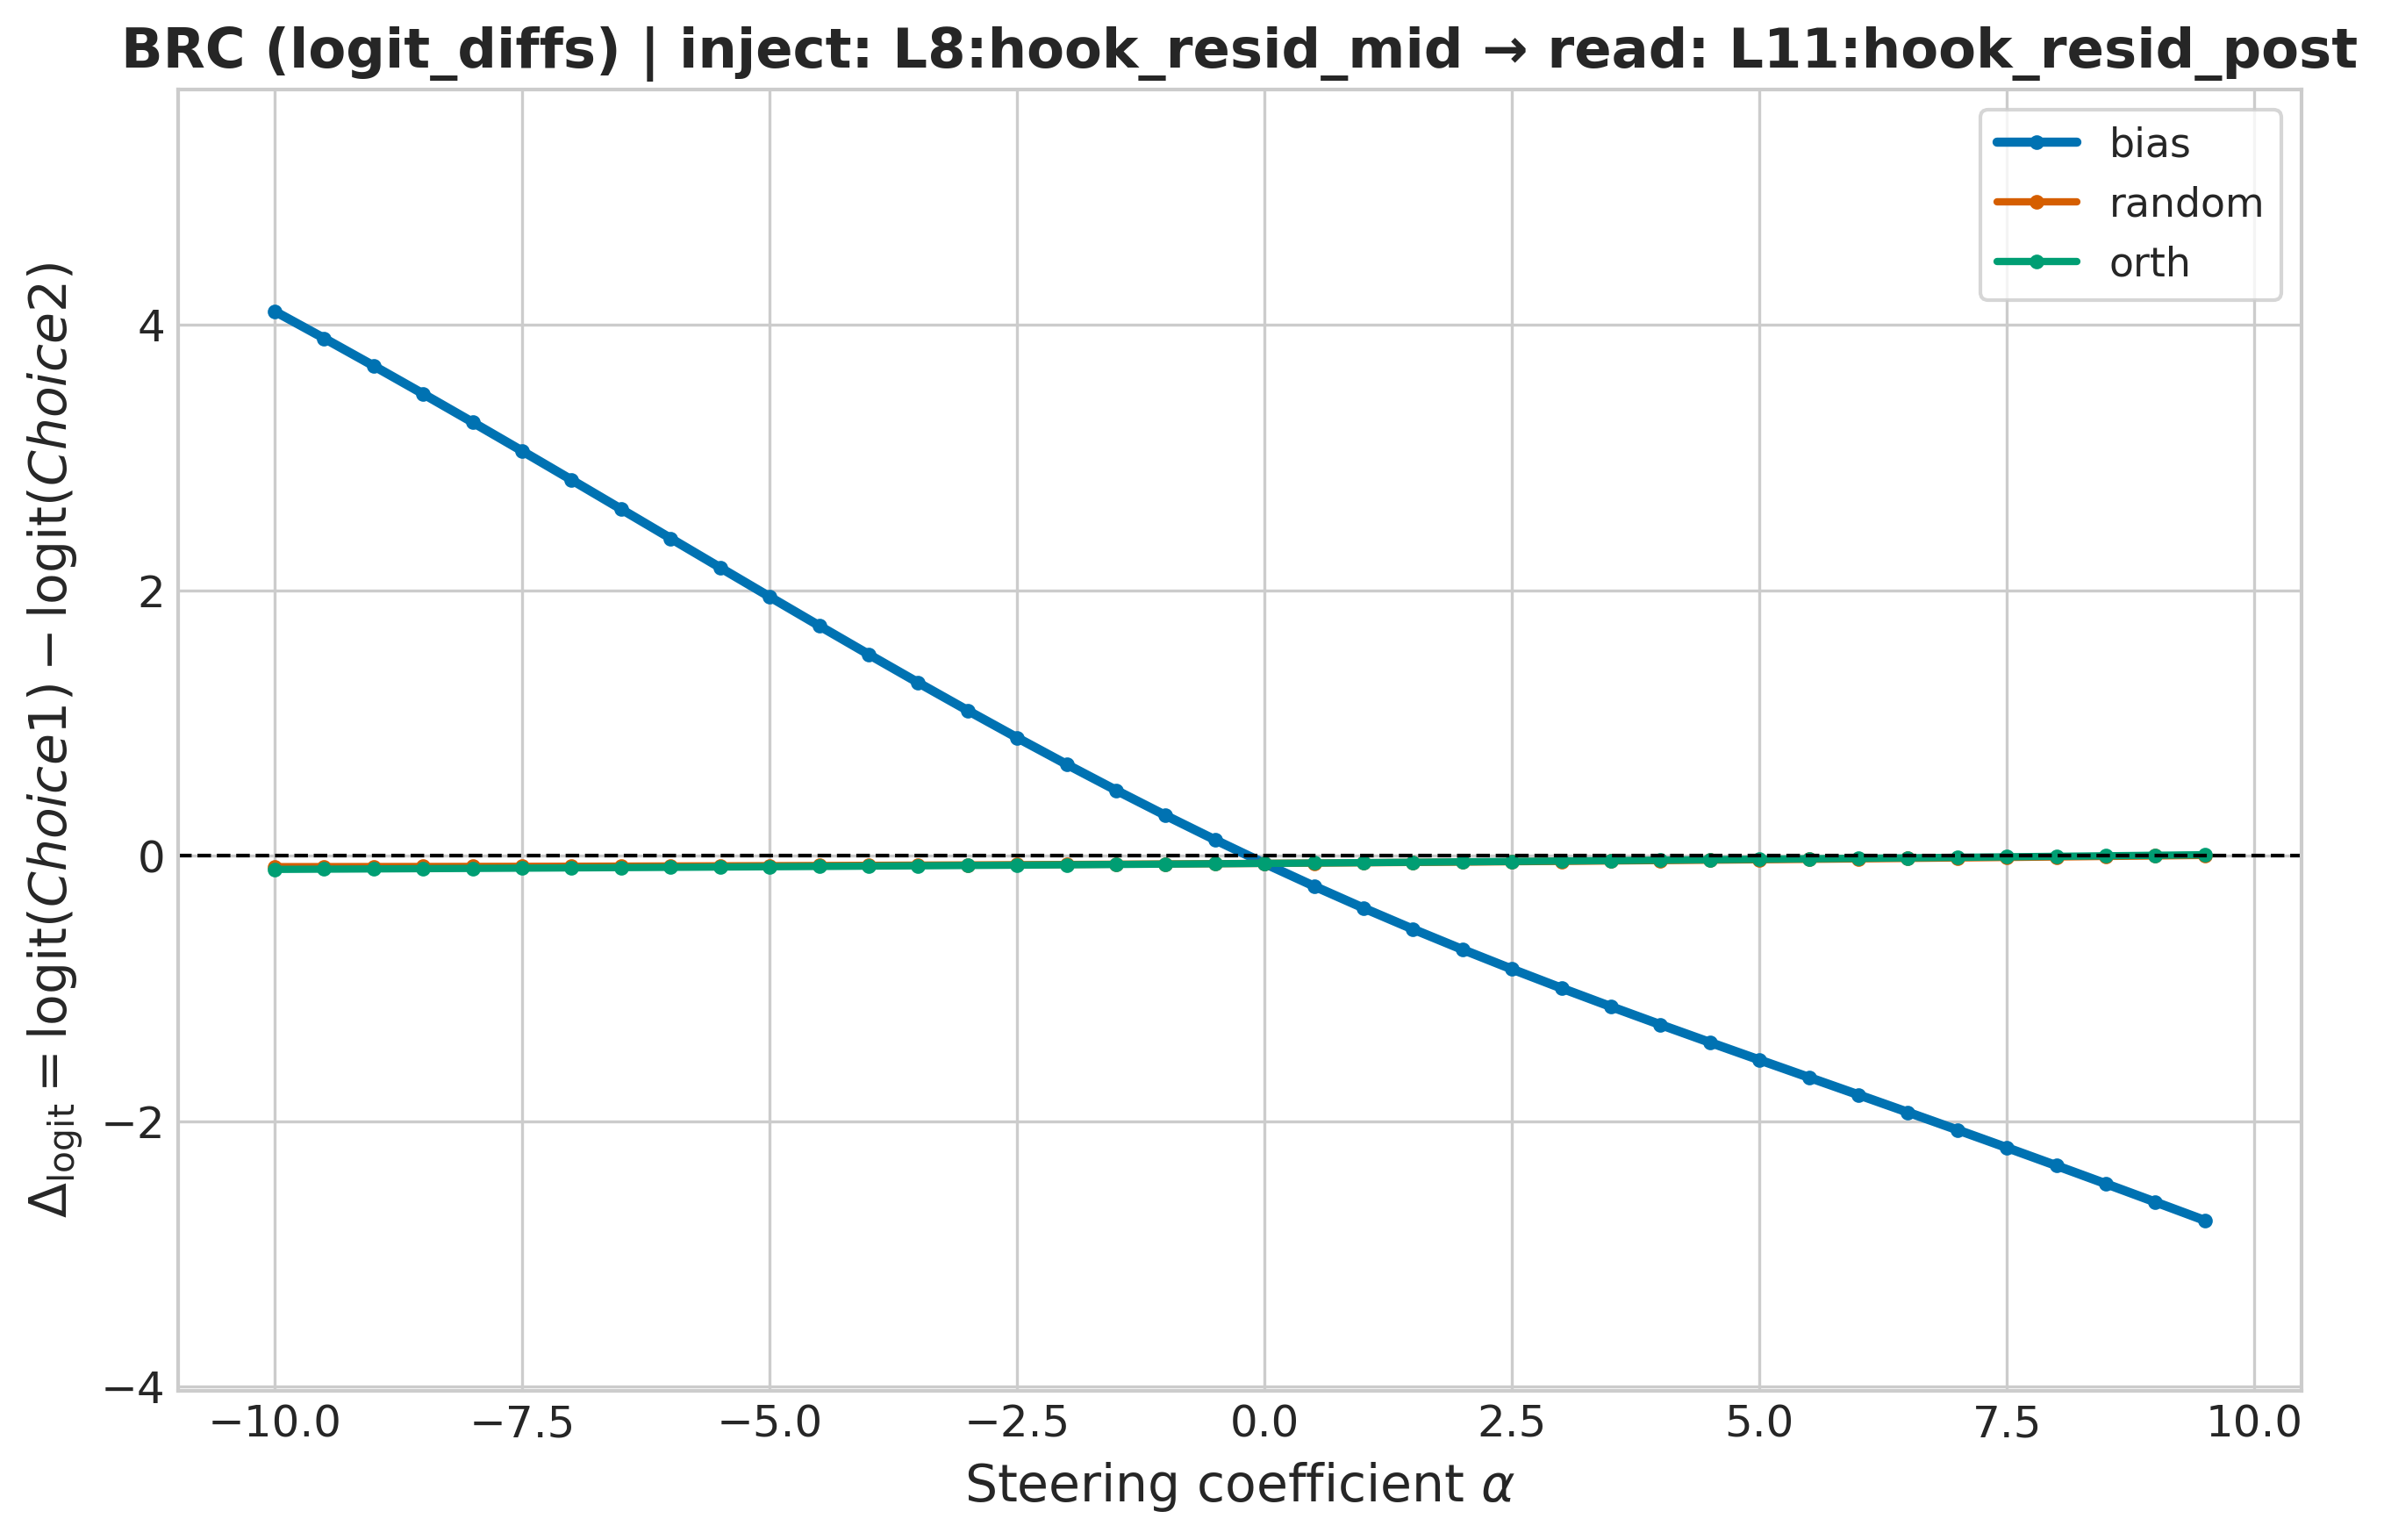 BRC (logit_diffs) | inject: L8:hook_resid_mid → read: L11:hook_resid_post
bias
random
orth
Δlogit = logit(Choice1) − logit(Choice2)
4
2
0
−2
−4
−10.0 −7.5 −5.0 −2.5 0.0 2.5 5.0 7.5 10.0
Steering coefficient α